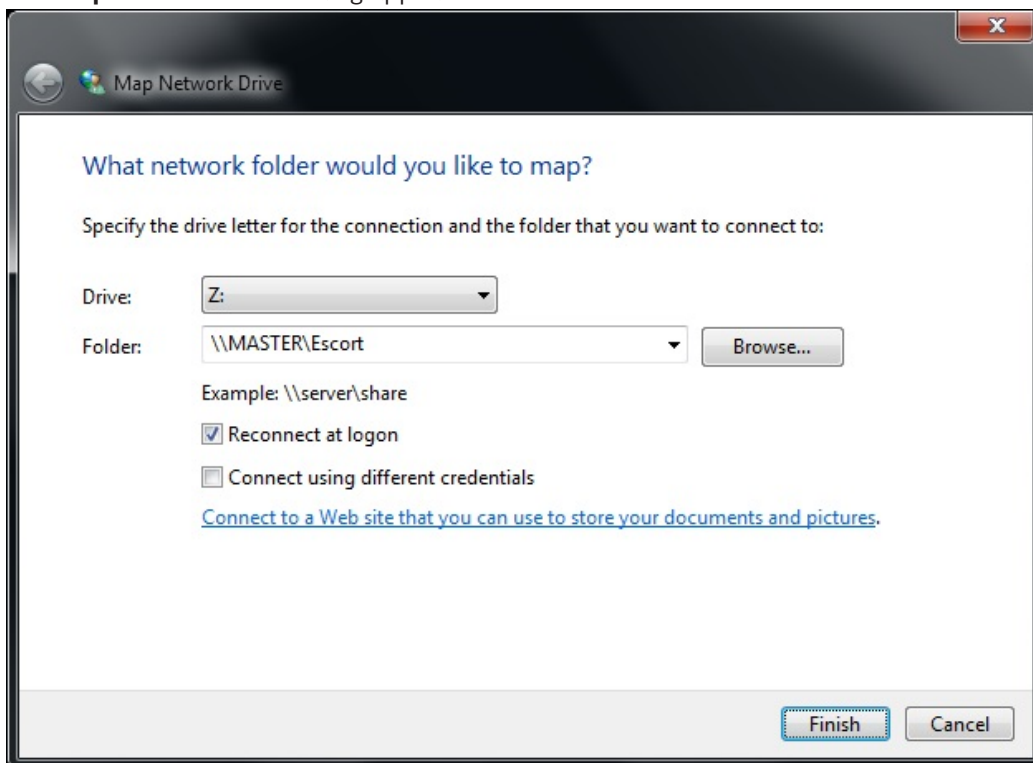 Map Network Drive
What network folder would you like to map?
Specify the drive letter for the connection and the folder that you want to connect to:
Drive: Z:
Folder: \\MASTER\Escort Browse...
Example: \\server\share
Reconnect at logon
Connect using different credentials
Connect to a Web site that you can use to store your documents and pictures.
Finish Cancel